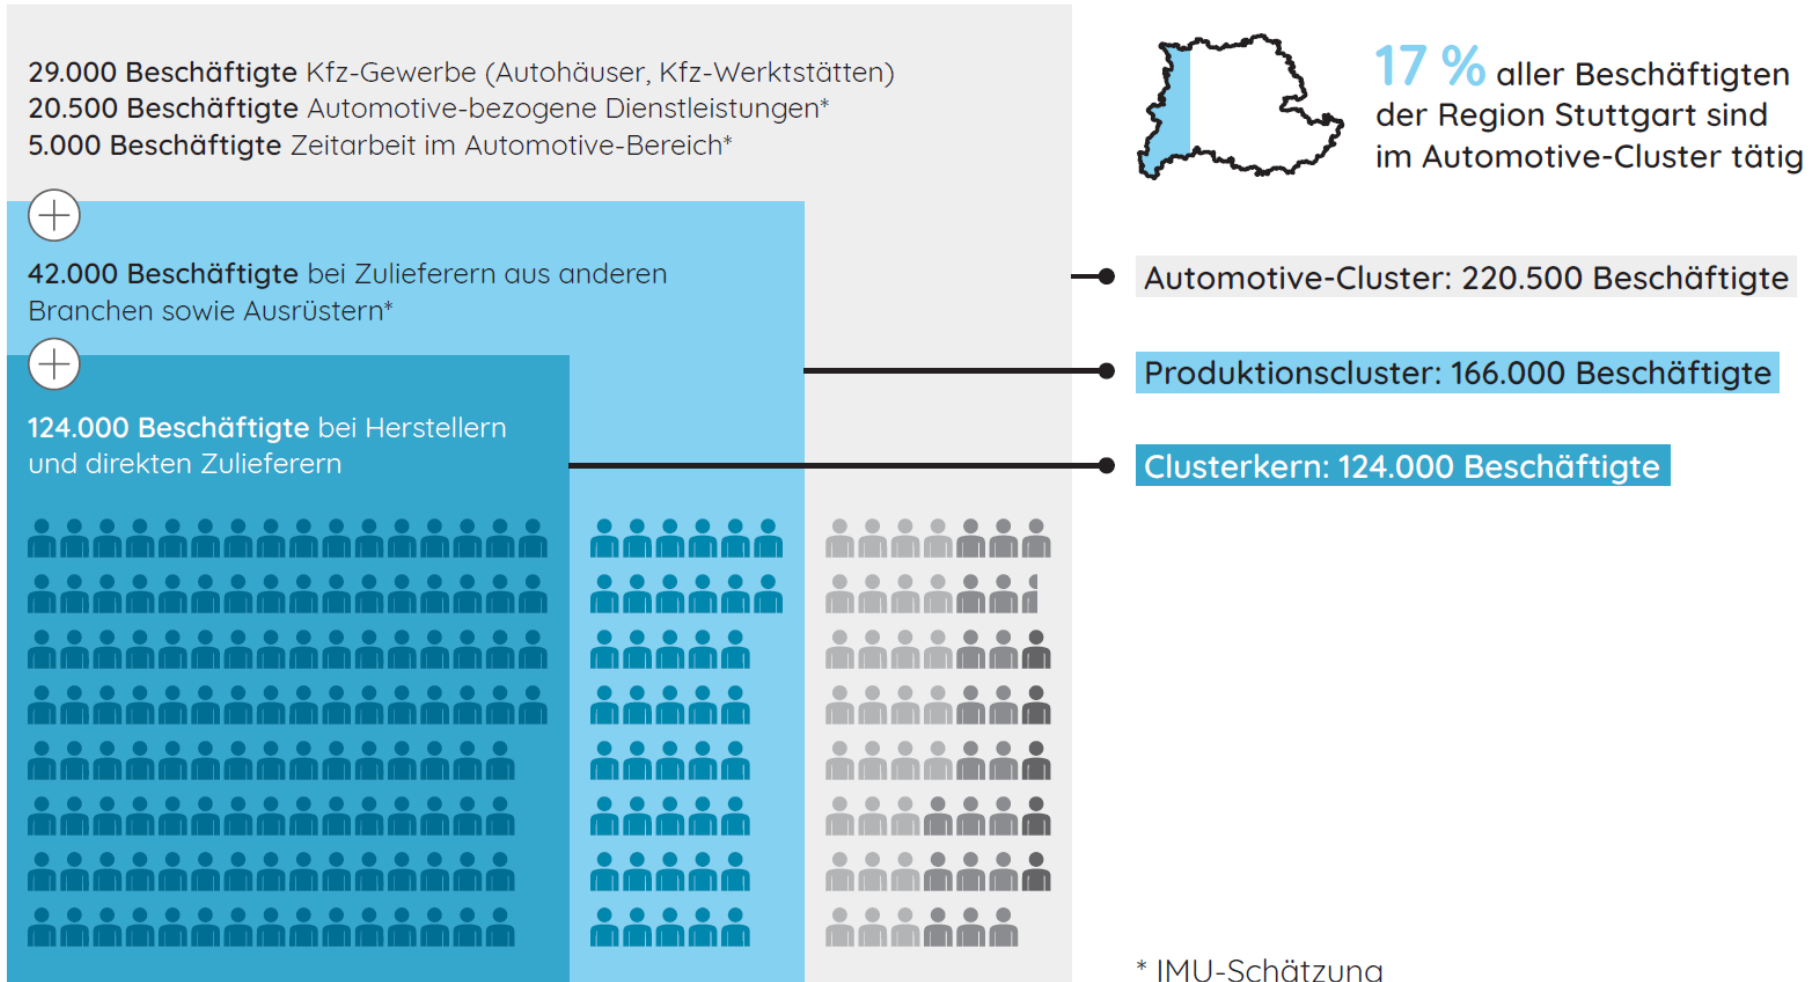 29.000 Beschäftigte Kfz-Gewerbe (Autohäuser, Kfz-Werktstätten)
20.500 Beschäftigte Automotive-bezogene Dienstleistungen*
5.000 Beschäftigte Zeitarbeit im Automotive-Bereich*
42.000 Beschäftigte bei Zulieferern aus anderen
Branchen sowie Ausrüstern*
124.000 Beschäftigte bei Herstellern
und direkten Zulieferern
17 % aller Beschäftigten
der Region Stuttgart sind
im Automotive-Cluster tätig
Automotive-Cluster: 220.500 Beschäftigte
Produktionscluster: 166.000 Beschäftigte
Clusterkern: 124.000 Beschäftigte
* IMU-Schätzung